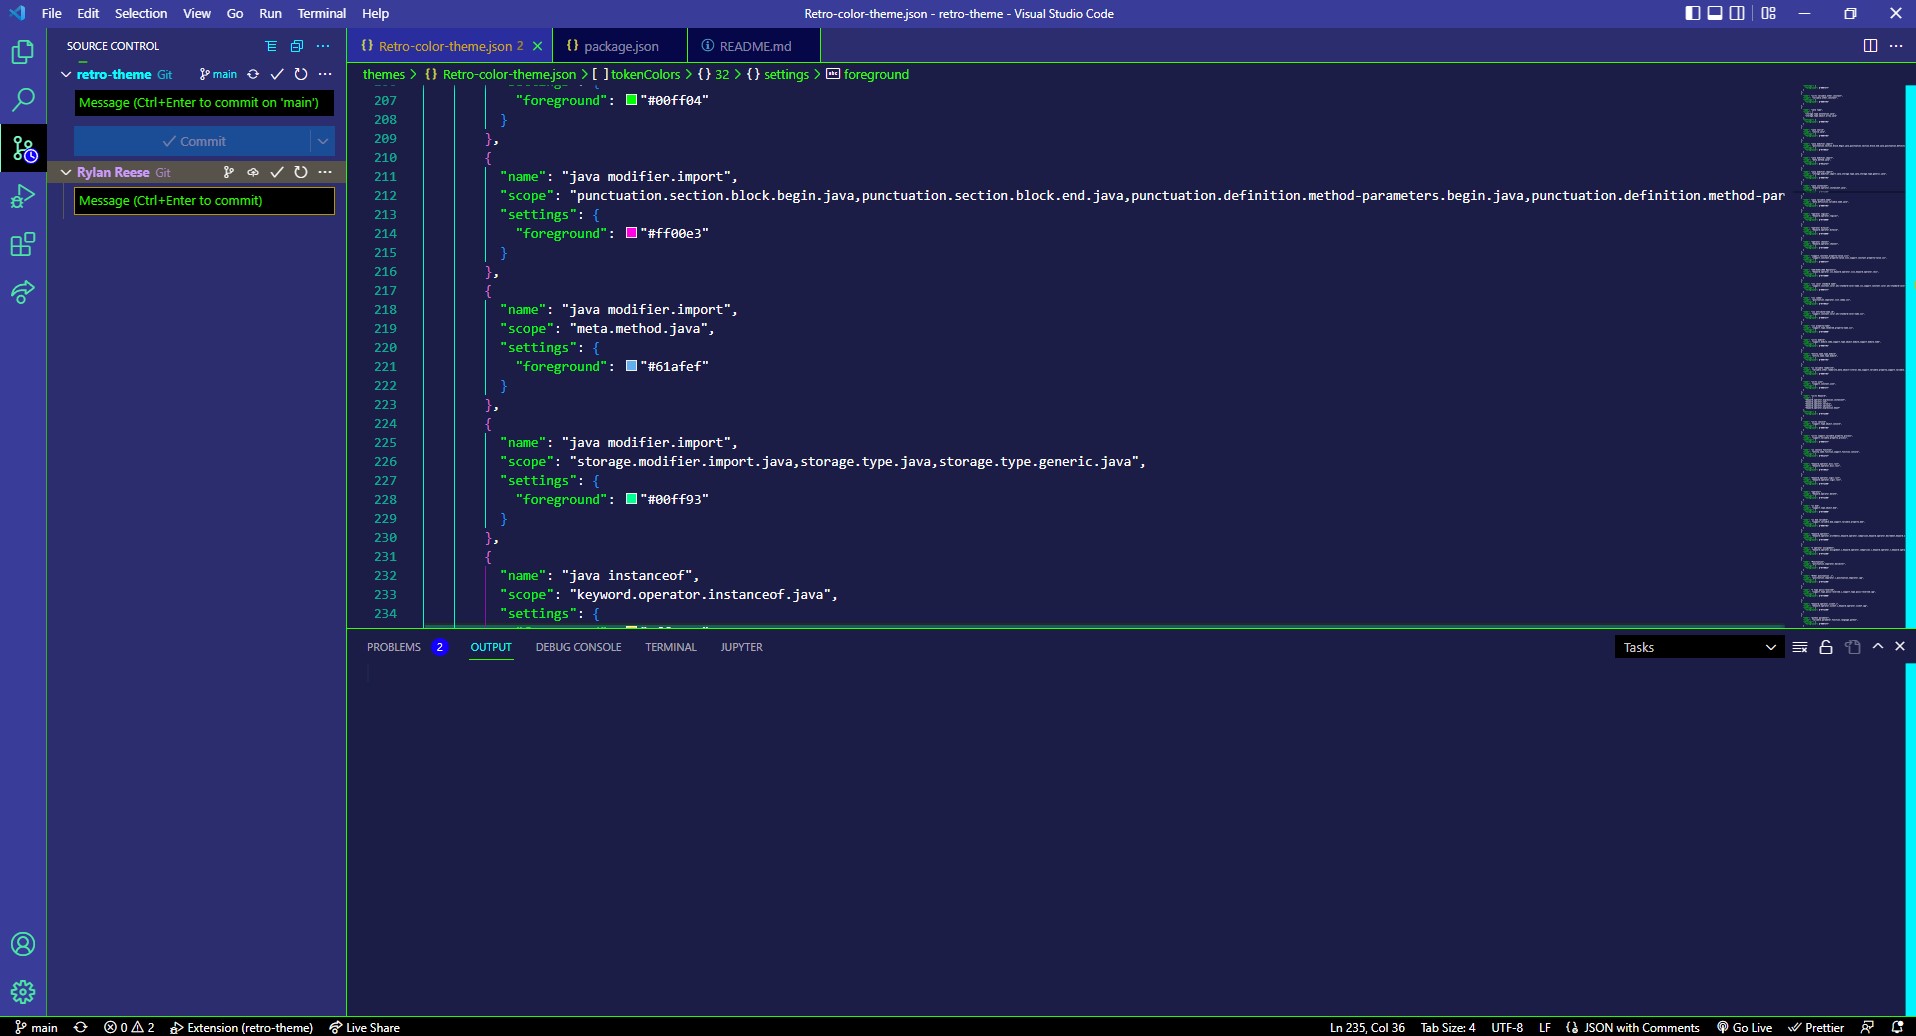 File Edit Selection View Go Run Terminal Help
Retro-color-theme.json - retro-theme - Visual Studio Code
SOURCE CONTROL
retro-theme Git main
Message (Ctrl+Enter to commit on 'main')
Commit
Rylan Reese Git
Message (Ctrl+Enter to commit)
{} Retro-color-theme.json 2
{} package.json
README.md
themes > {} Retro-color-theme.json > [ ] tokenColors > {} 32 > {} settings > abc foreground
207 "foreground": "#00ff04"
208 }
209 },
210 {
211 "name": "java modifier.import",
212 "scope": "punctuation.section.block.begin.java,punctuation.section.block.end.java,punctuation.definition.method-parameters.begin.java,punctuation.definition.method-par
213 "settings": {
214 "foreground": "#ff00e3"
215 }
216 },
217 {
218 "name": "java modifier.import",
219 "scope": "meta.method.java",
220 "settings": {
221 "foreground": "#61afef"
222 }
223 },
224 {
225 "name": "java modifier.import",
226 "scope": "storage.modifier.import.java,storage.type.java,storage.type.generic.java",
227 "settings": {
228 "foreground": "#00ff93"
229 }
230 },
231 {
232 "name": "java instanceof",
233 "scope": "keyword.operator.instanceof.java",
234 "settings": {
PROBLEMS 2 OUTPUT DEBUG CONSOLE TERMINAL JUPYTER
Tasks
main 0 2 Extension (retro-theme) Live Share
Ln 235, Col 36 Tab Size: 4 UTF-8 LF {} JSON with Comments Go Live Prettier